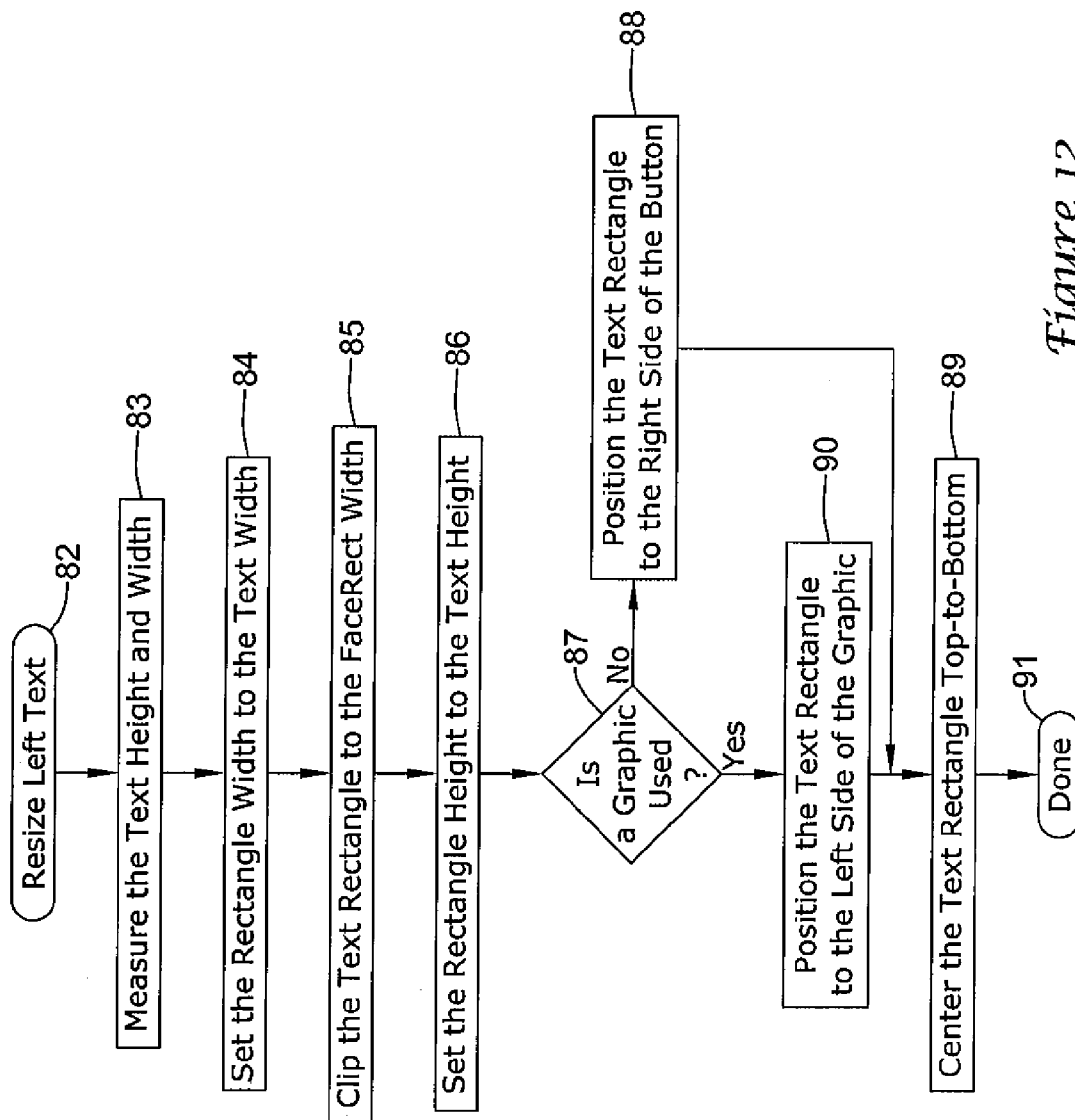 Resize Left Text
82
Measure the Text Height and Width
83
Set the Rectangle Width to the Text Width
84
Clip the Text Rectangle to the FaceRect Width
85
Set the Rectangle Height to the Text Height
86
Is
a Graphic
Used
?
87
No
Yes
Position the Text Rectangle
to the Right Side of the Button
88
Position the Text Rectangle
to the Left Side of the Graphic
90
Center the Text Rectangle Top-to-Bottom
89
Done
91
Figure 12